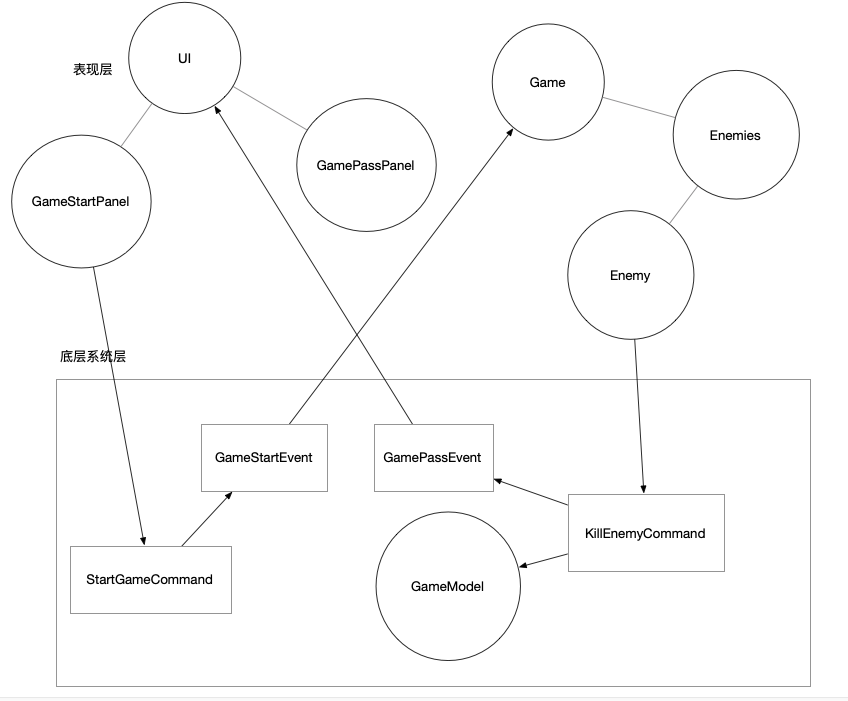 UI
表现层
Game
Enemies
GamePassPanel
GameStartPanel
Enemy
底层系统层
GameStartEvent
GamePassEvent
KillEnemyCommand
StartGameCommand
GameModel